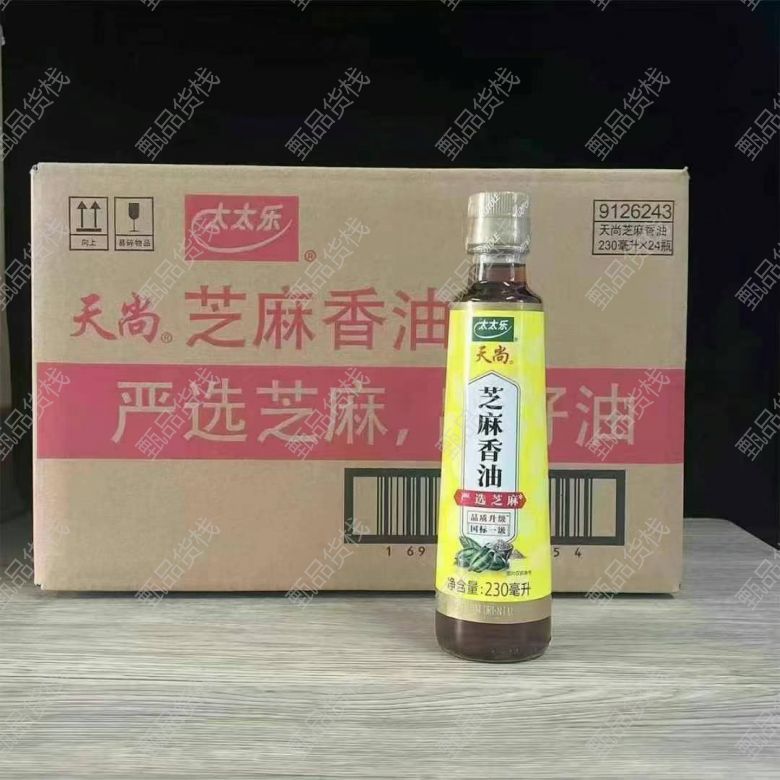 太太乐
®
向上
易碎物品
9126243
天尚芝麻香油
230毫升×24瓶
天尚® 芝麻香油
严选芝麻,
好油
太太乐
天尚®
芝麻香油
严选芝麻
品质升级
国标一级
净含量:230毫升
甄品货栈